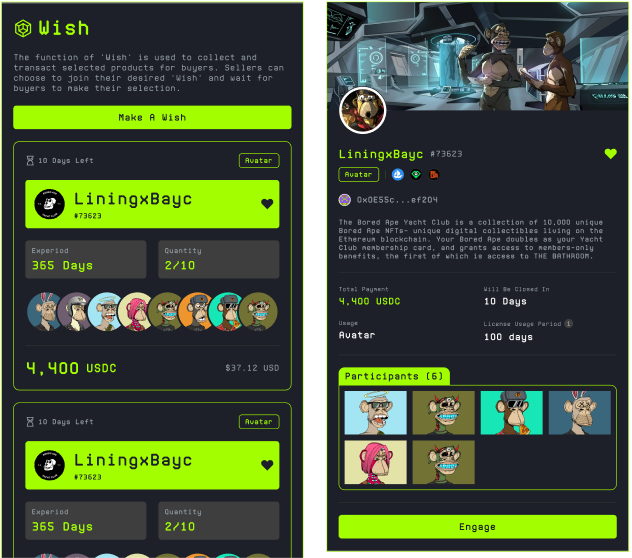 Wish
The function of 'Wish' is used to collect and
transact selected products for buyers. Sellers can
choose to join their desired 'Wish' and wait for
buyers to make their selection.
Make A Wish
10 Days Left
Avatar
LiningxBayc
#73623
Experiod
365 Days
Quantity
2/10
4,400 USDC
$37.12 USD
10 Days Left
Avatar
LiningxBayc
#73623
Experiod
365 Days
Quantity
2/10
LiningxBayc #73623
Avatar
0x0E55c...ef204
The Bored Ape Yacht Club is a collection of 10,000 unique
Bored Ape NFTs- unique digital collectibles living on the
Ethereum blockchain. Your Bored Ape doubles as your Yacht
Club membership card, and grants access to members-only
benefits, the first of which is access to THE BATHROOM.
Total Payment
4,400 USDC
Will Be Closed In
10 Days
Usage
Avatar
License Usage Period i
100 days
Participants (6)
Engage